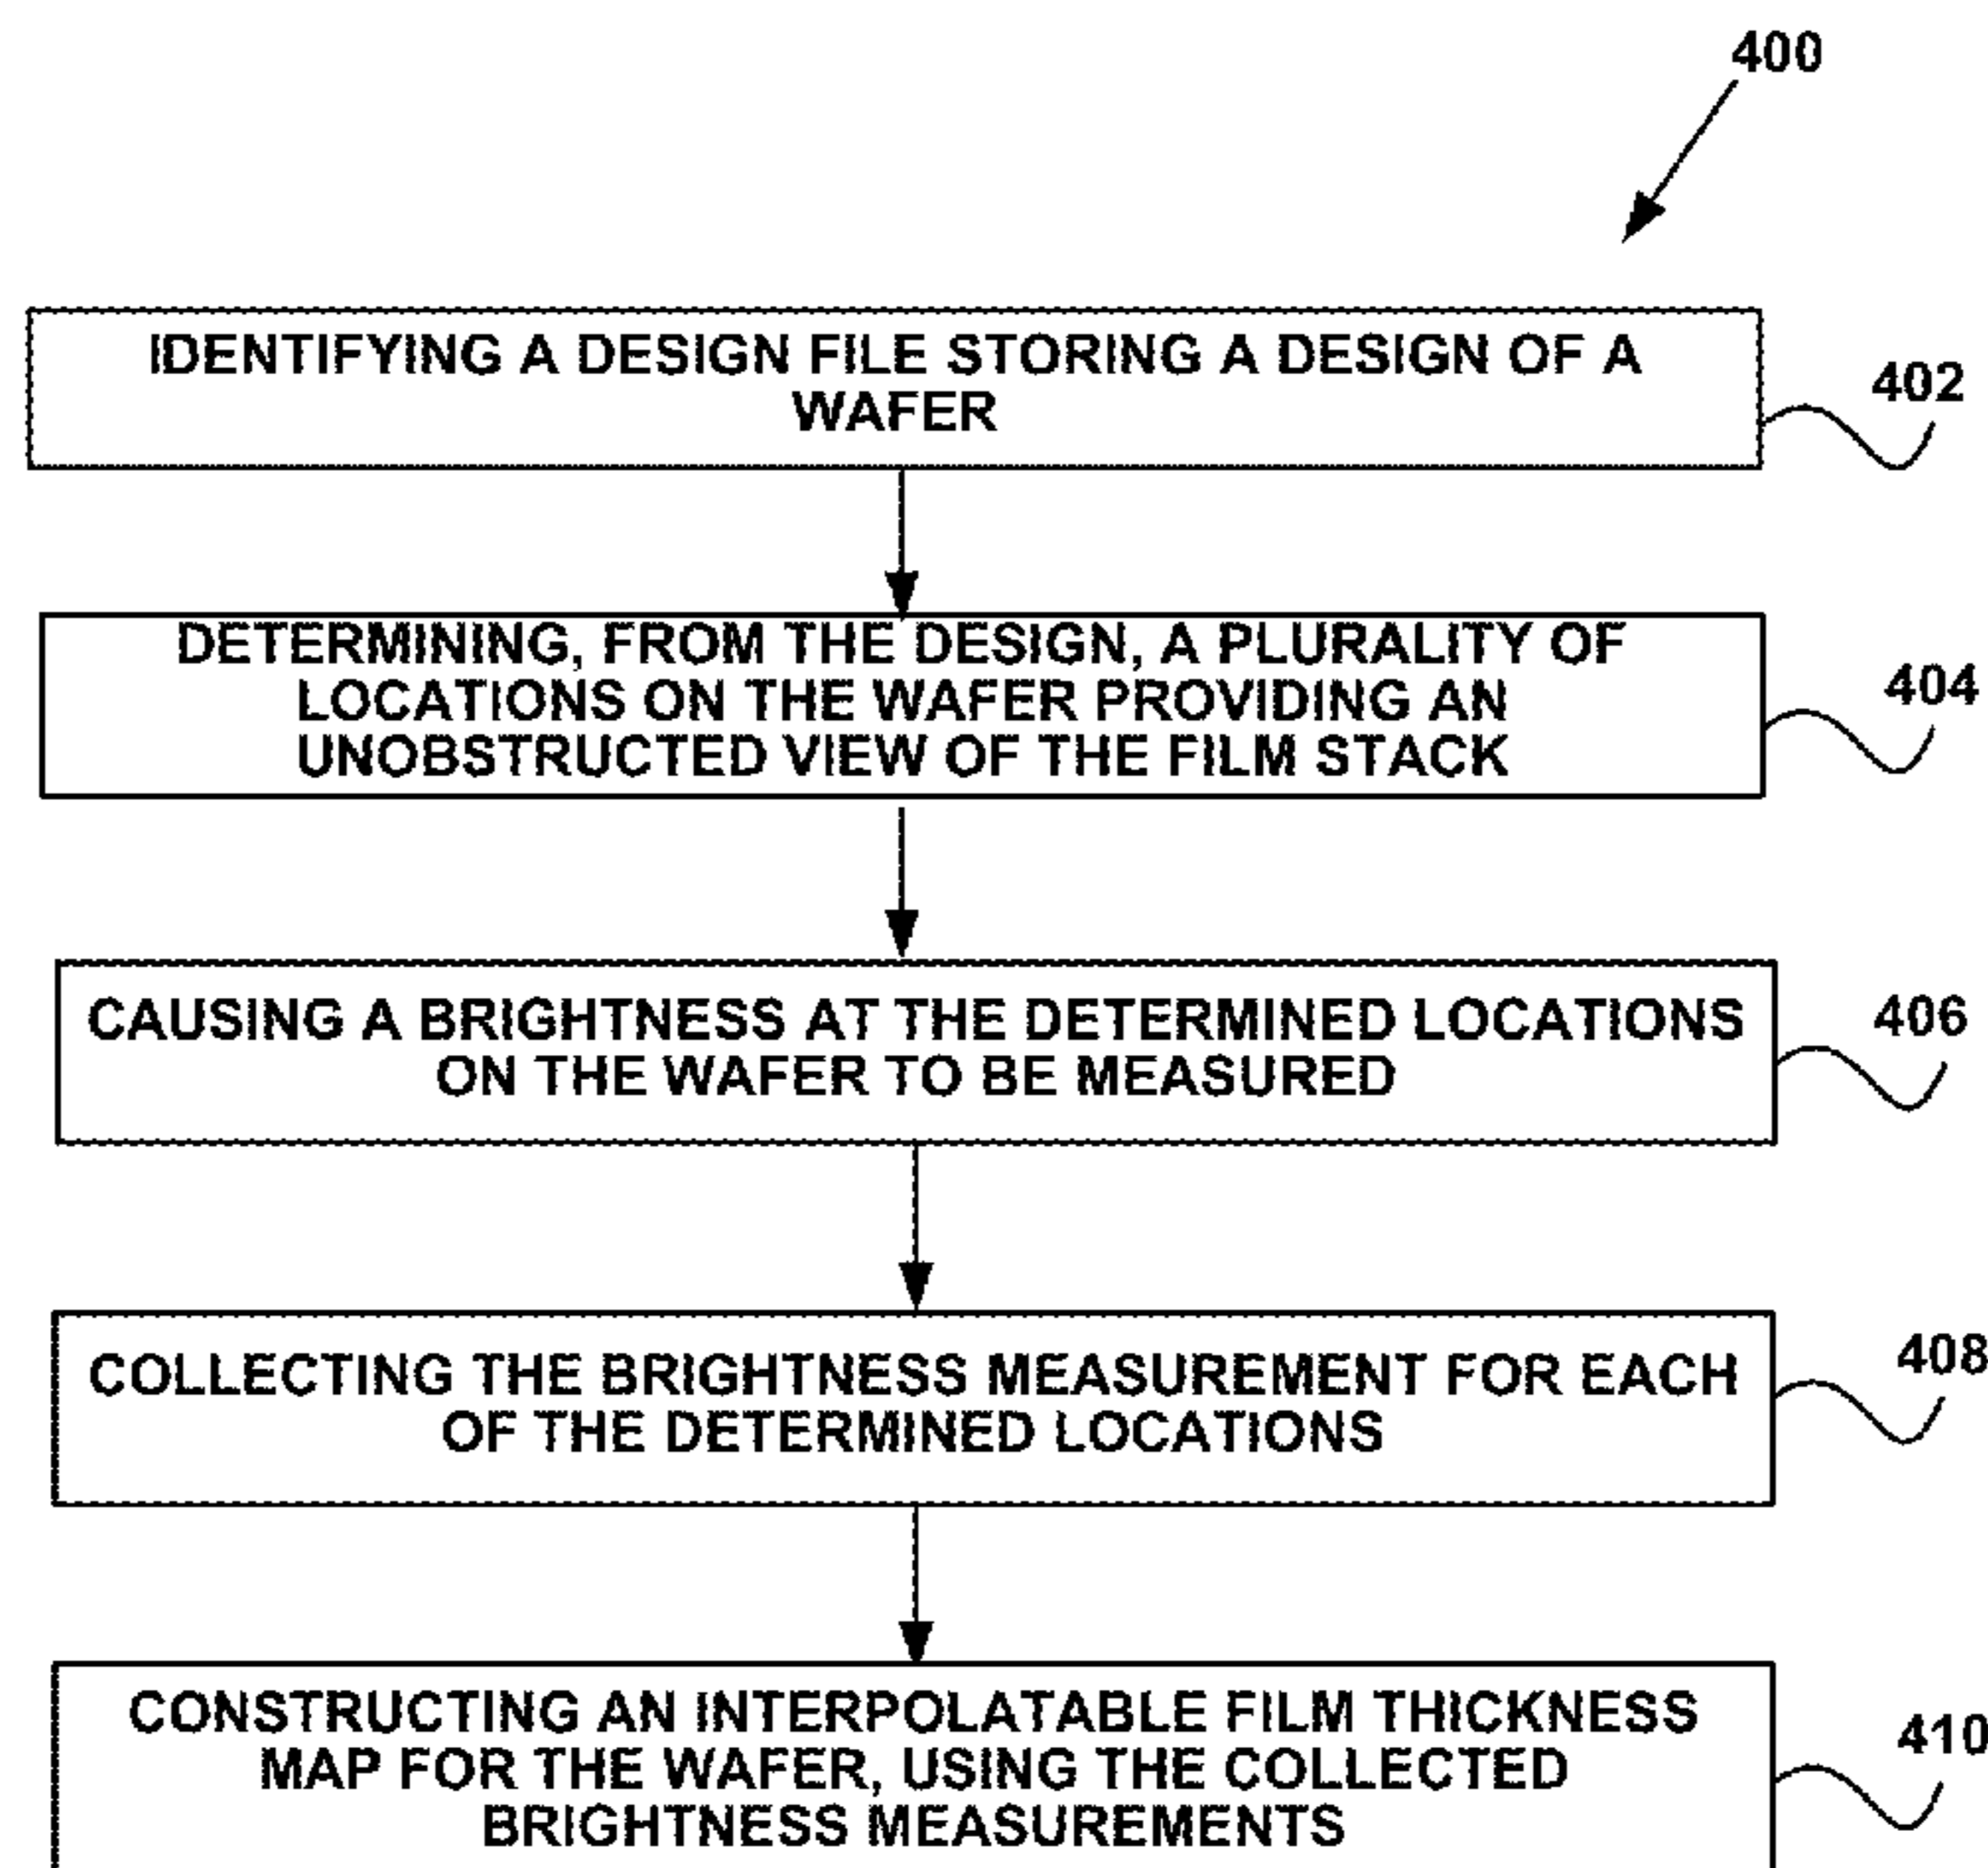 400
IDENTIFYING A DESIGN FILE STORING A DESIGN OF A
WAFER
402
DETERMINING, FROM THE DESIGN, A PLURALITY OF
LOCATIONS ON THE WAFER PROVIDING AN
UNOBSTRUCTED VIEW OF THE FILM STACK
404
CAUSING A BRIGHTNESS AT THE DETERMINED LOCATIONS
ON THE WAFER TO BE MEASURED
406
COLLECTING THE BRIGHTNESS MEASUREMENT FOR EACH
OF THE DETERMINED LOCATIONS
408
CONSTRUCTING AN INTERPOLATABLE FILM THICKNESS
MAP FOR THE WAFER, USING THE COLLECTED
BRIGHTNESS MEASUREMENTS
410